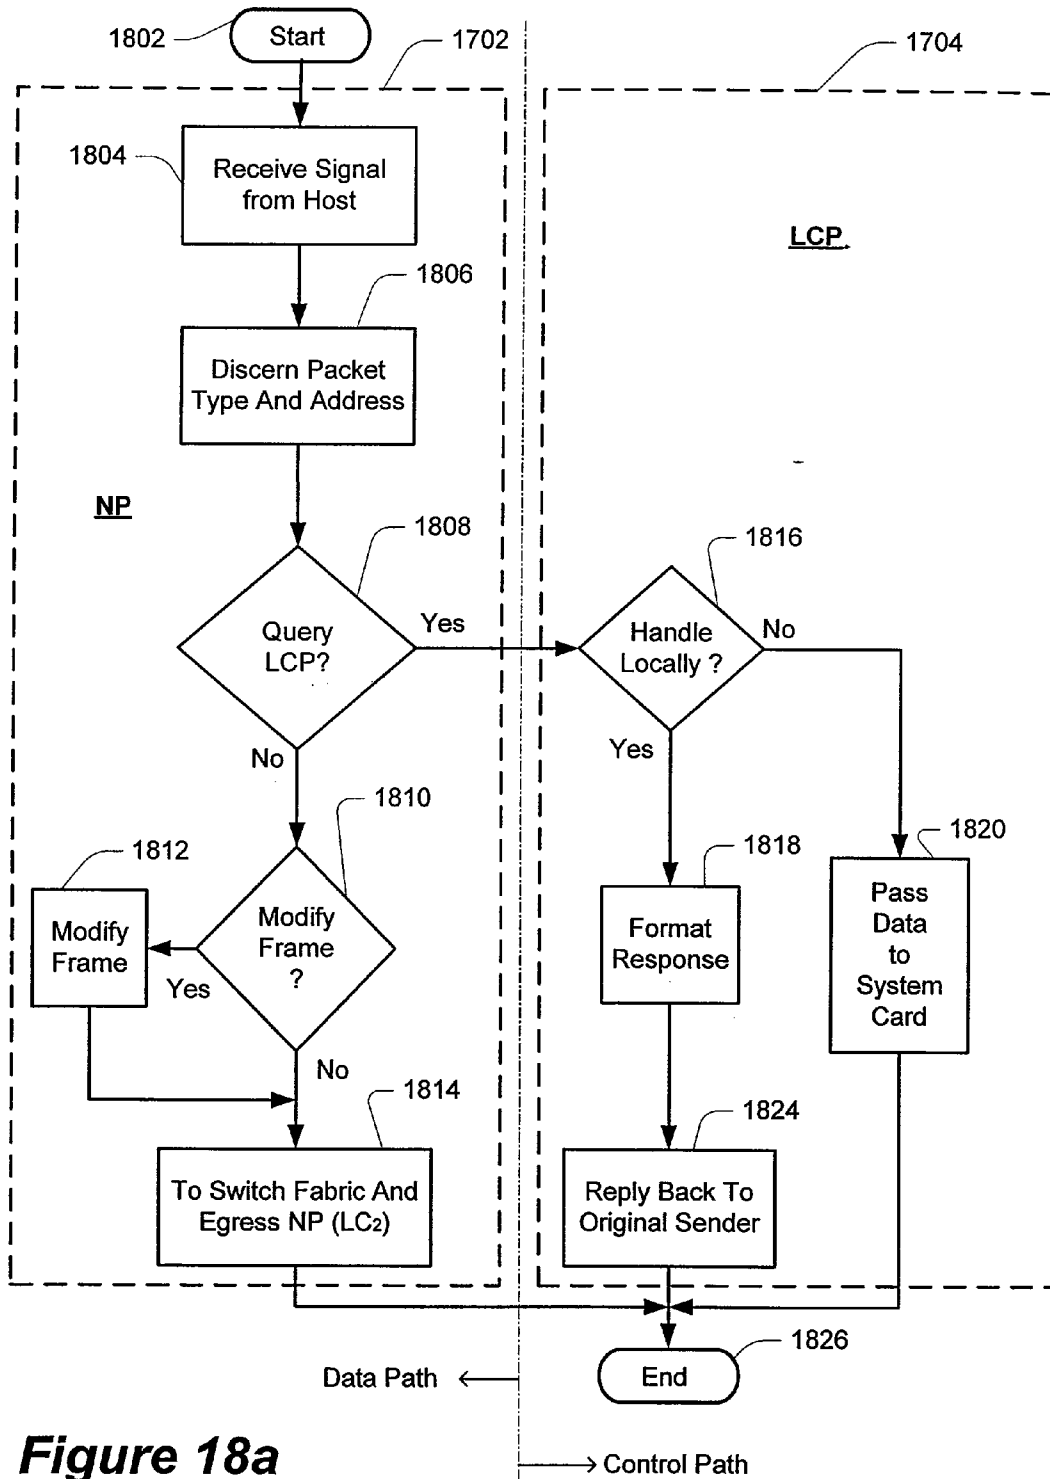 1802
Start
1702
1704
1804
Receive Signal
from Host
LCP
1806
Discern Packet
Type And Address
NP
1808
1816
Query
LCP?
Yes
Handle
Locally ?
No
No
Yes
1810
1812
1818
1820
Modify
Frame
Yes
Modify
Frame
?
Format
Response
Pass
Data
to
System
Card
No
1814
1824
To Switch Fabric And
Egress NP (LC2)
Reply Back To
Original Sender
1826
End
Data Path
Figure 18a
Control Path